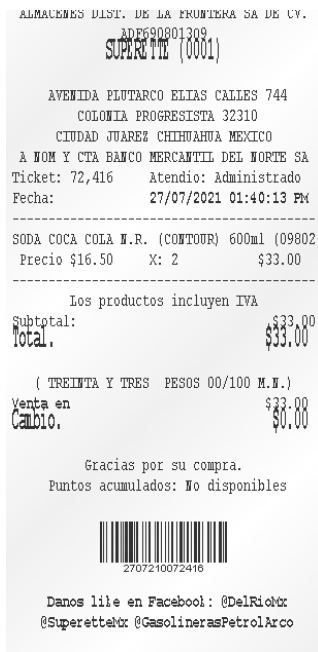 ALMACENES DIST. DE LA FRONTERA SA DE CV.
ADF690801309
SUPERETTE (0001)
AVENIDA PLUTARCO ELIAS CALLES 744
COLONIA PROGRESISTA 32310
CIUDAD JUAREZ CHIHUAHUA MEXICO
A NOM Y CTA BANCO MERCANTIL DEL NORTE SA
Ticket: 72,416 Atendio: Administrado
Fecha: 27/07/2021 01:40:13 PM
SODA COCA COLA N.R. (CONTOUR) 600ml (09802
Precio $16.50 X: 2 $33.00
Los productos incluyen IVA
Subtotal: $33.00
Total. $33.00
( TREINTA Y TRES PESOS 00/100 M.N.)
Venta en $33.00
Cambio. $0.00
Gracias por su compra.
Puntos acumulados: No disponibles
2707210072416
Danos like en Facebook: @DelRioMx
@SuperetteMx @GasolinerasPetrolArco